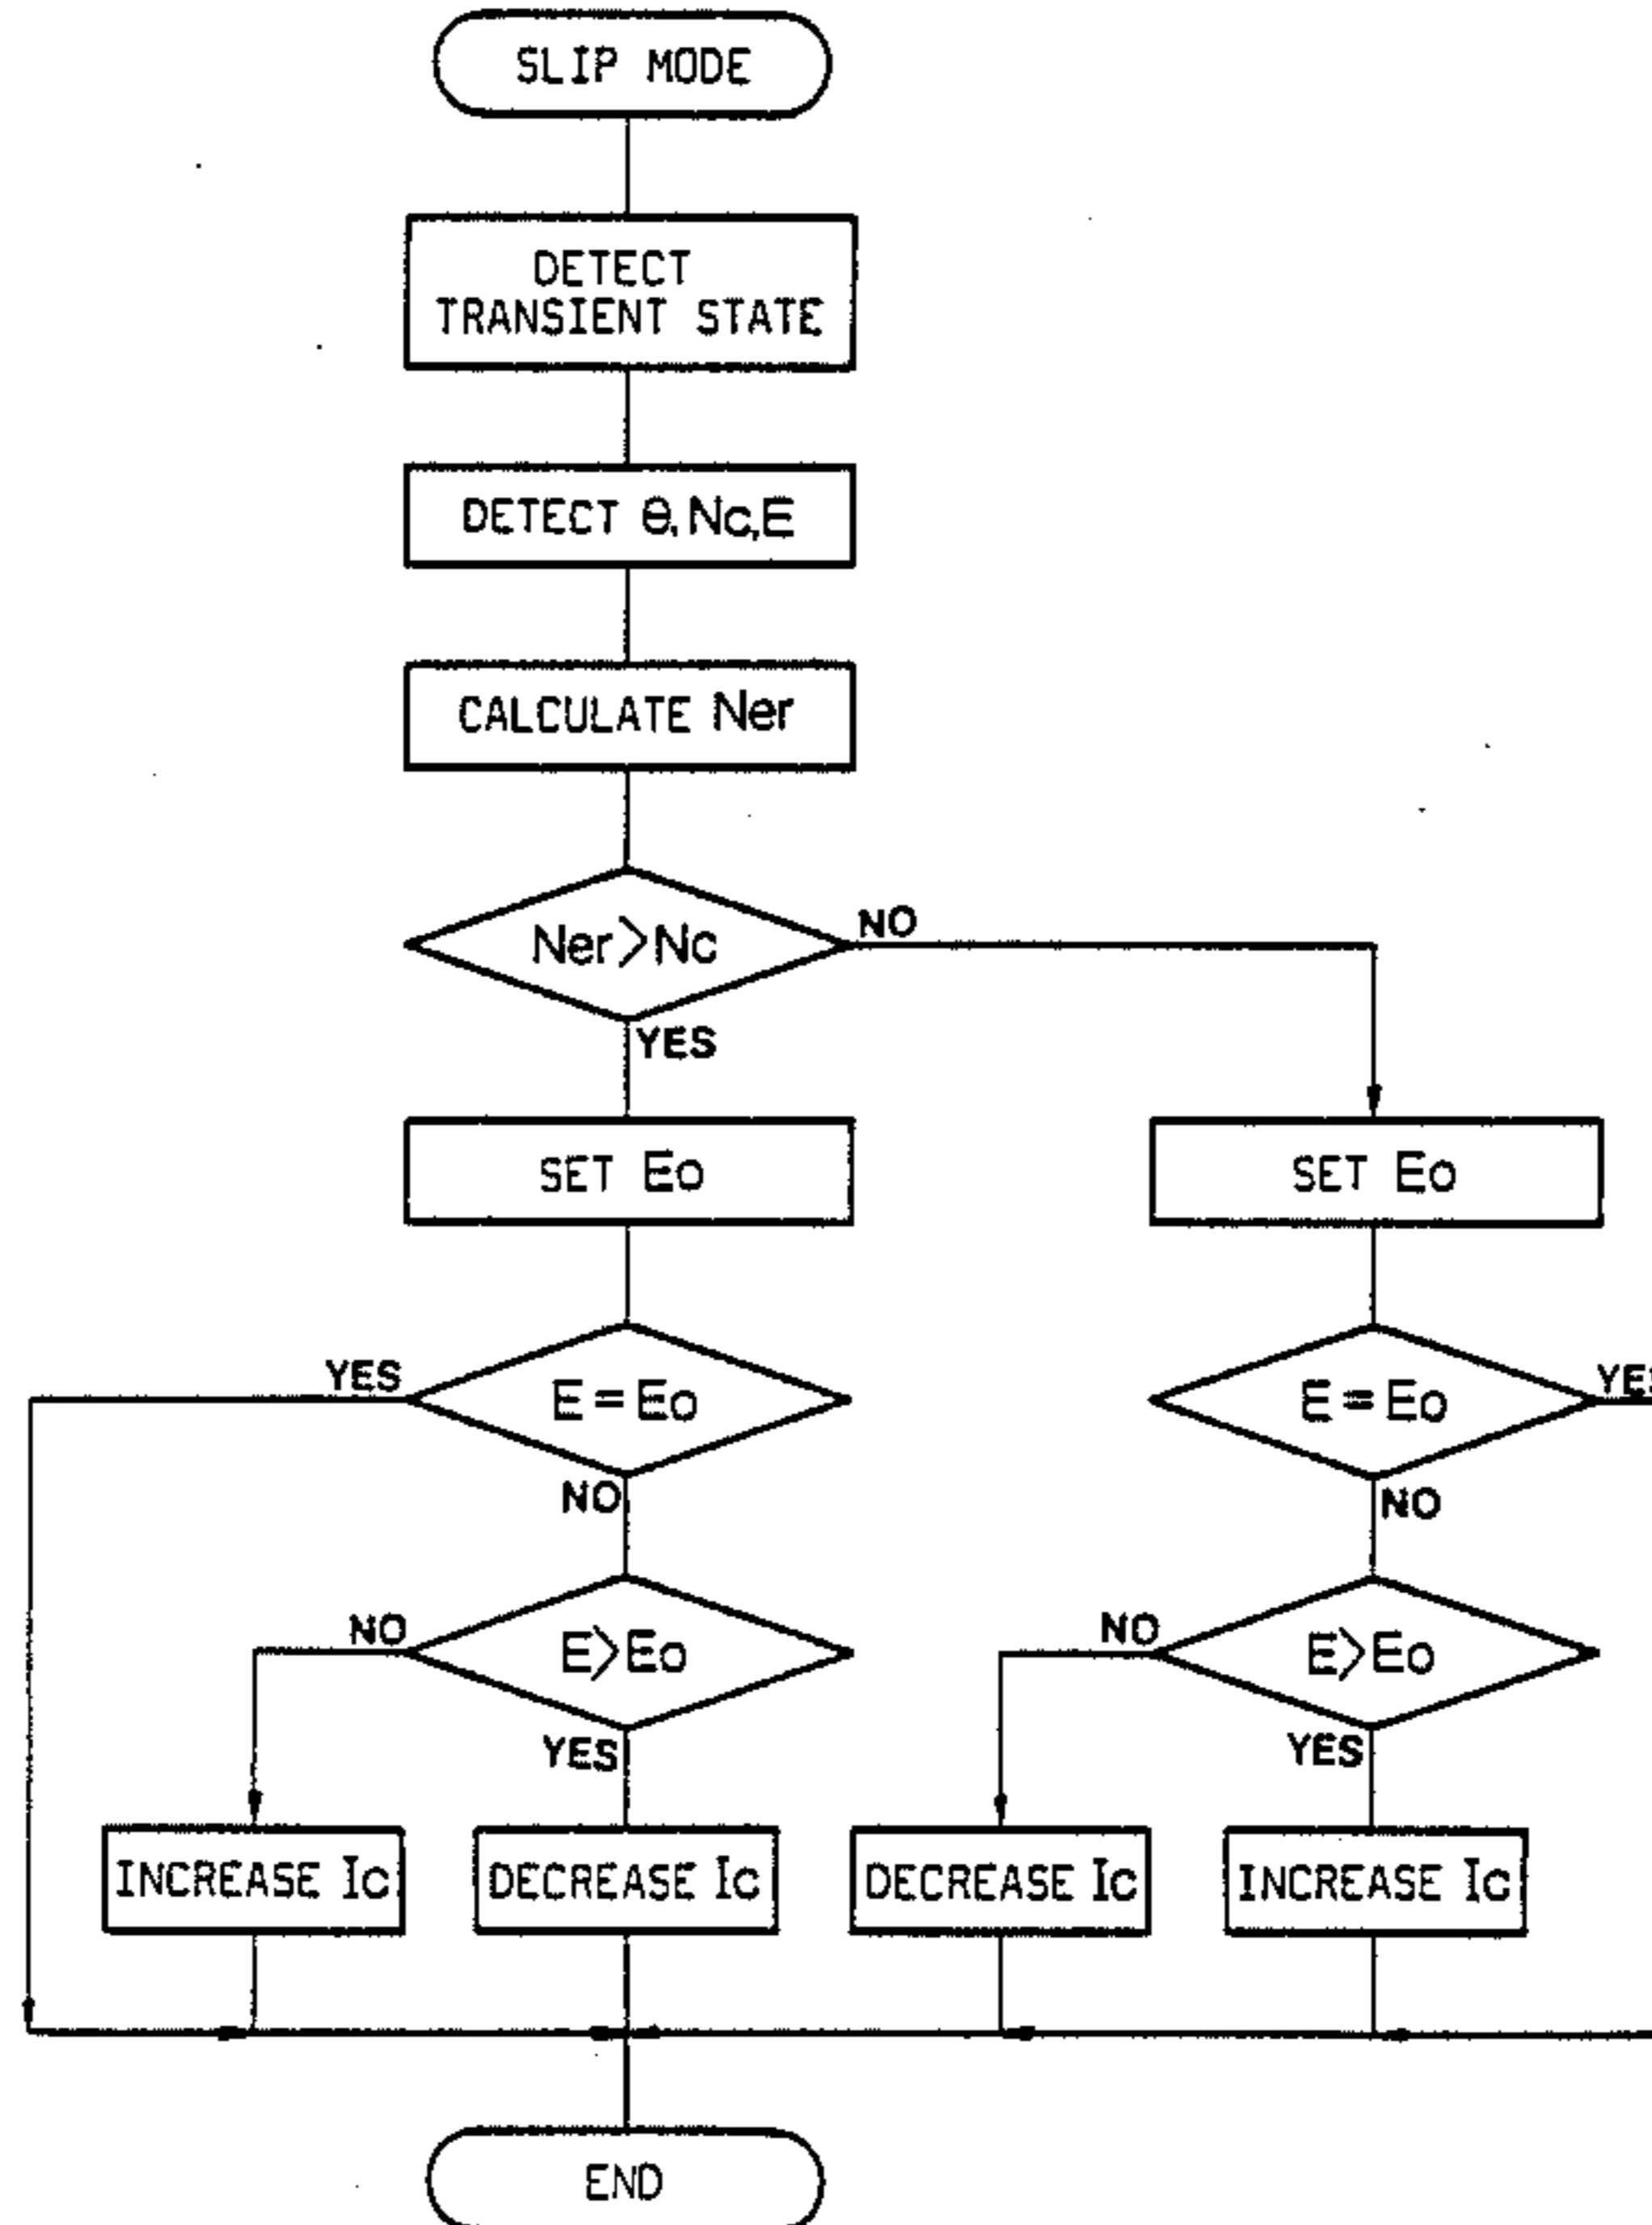 SLIP MODE
DETECT
TRANSIENT STATE
DETECT θ, Nc, E
CALCULATE Ner
Ner>Nc
NO
YES
SET Eo
SET Eo
YES
E = Eo
NO
E = Eo
YES
NO
NO
E>Eo
YES
NO
E>Eo
YES
INCREASE Ic
DECREASE Ic
DECREASE Ic
INCREASE Ic
END